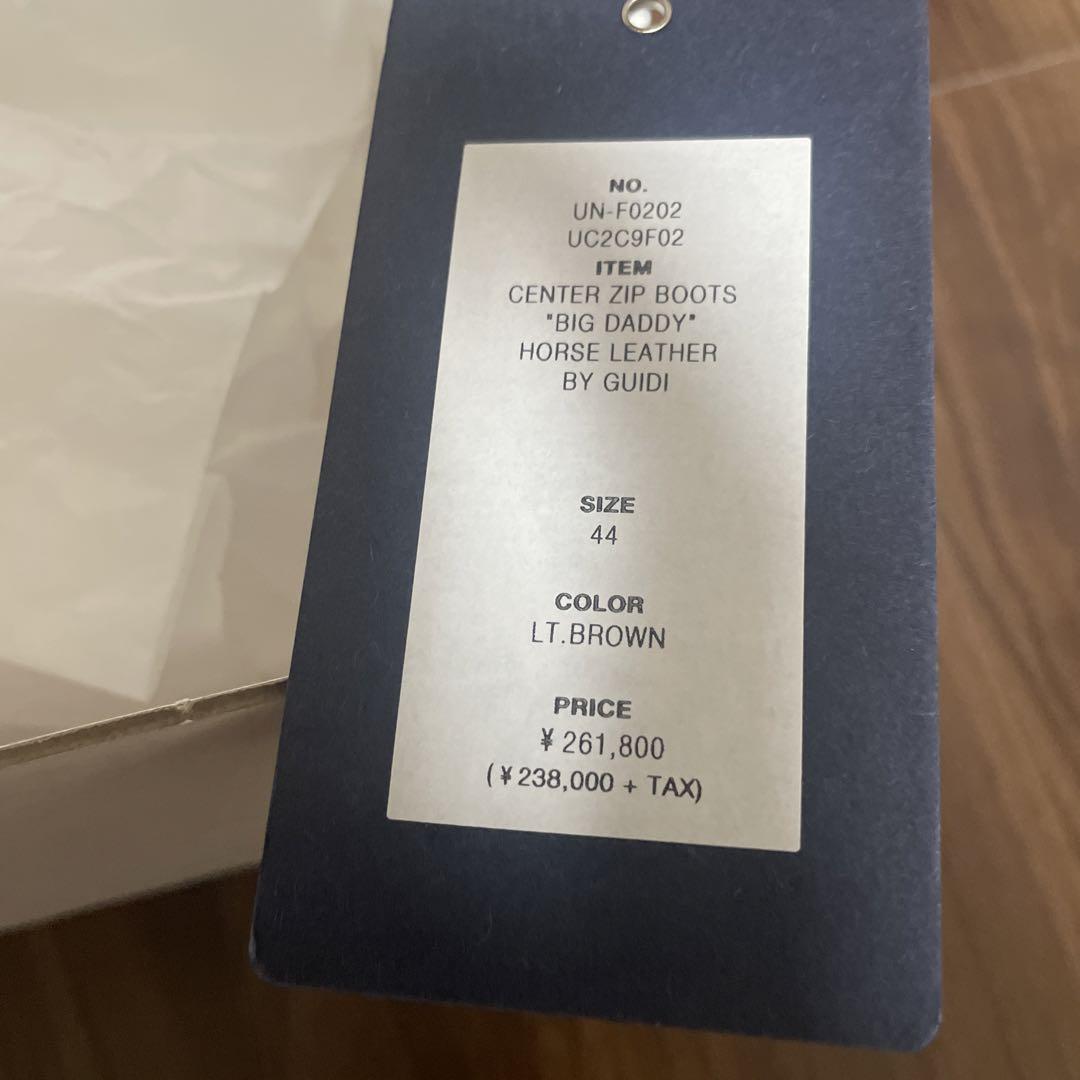 NO.
UN-F0202
UC2C9F02
ITEM
CENTER ZIP BOOTS
"BIG DADDY"
HORSE LEATHER
BY GUIDI
SIZE
44
COLOR
LT.BROWN
PRICE
¥ 261,800
(¥238,000 + TAX)